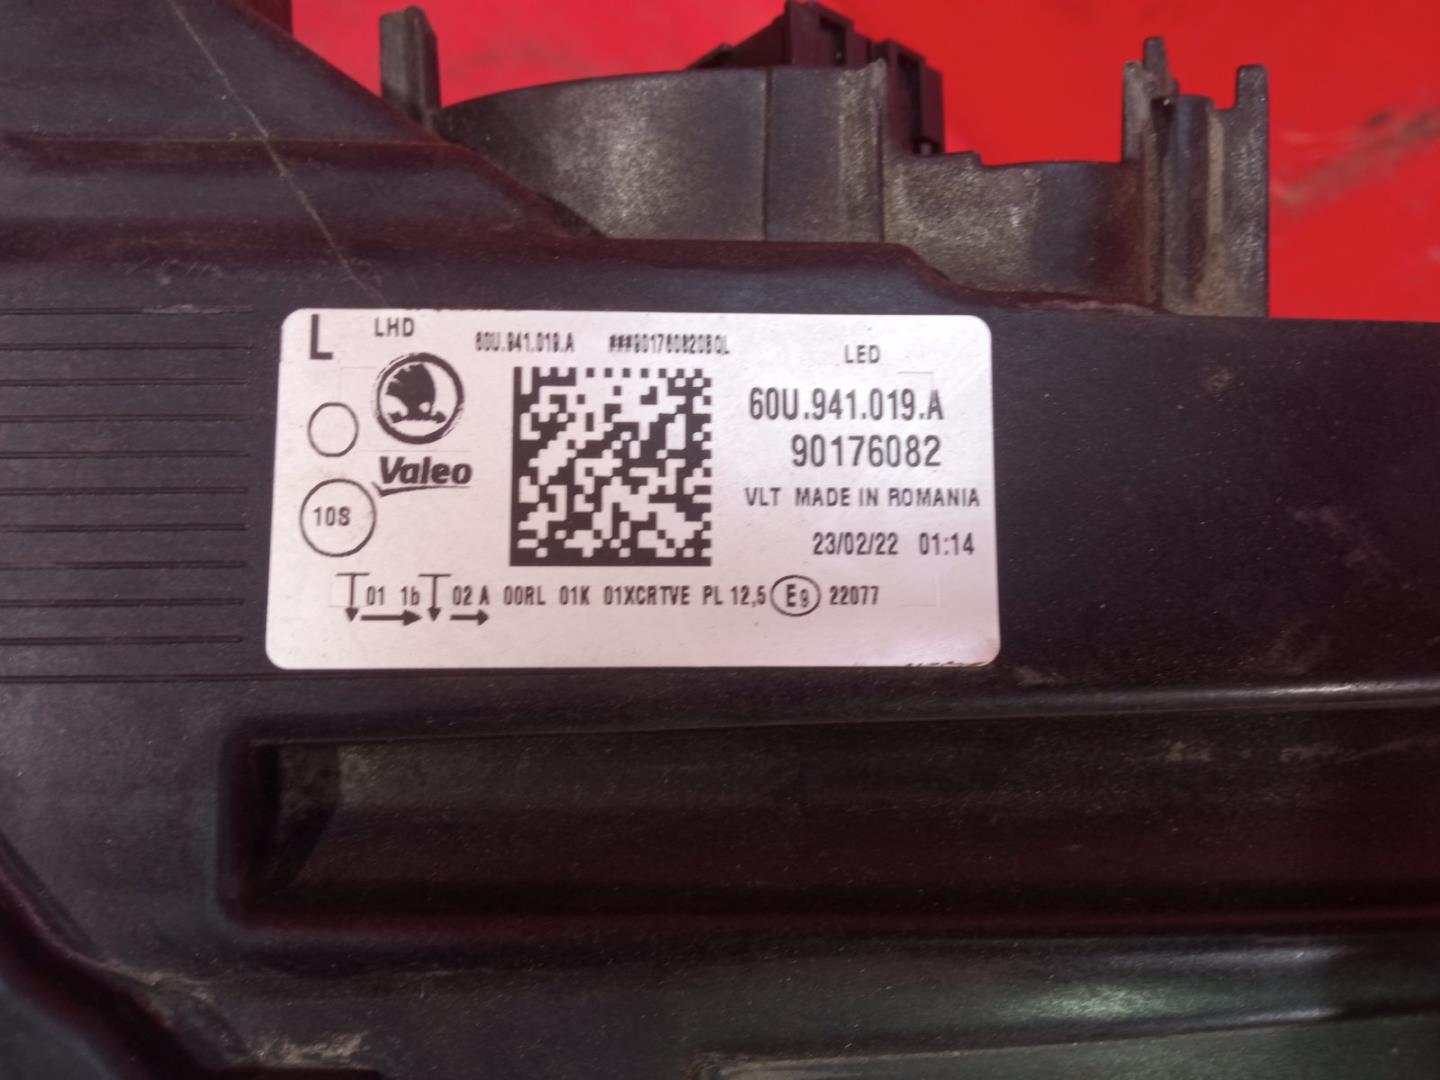 L LHD
60U.941.019.A ###901760820BQL
LED
60U.941.019.A
90176082
Valeo
VLT MADE IN ROMANIA
10S
23/02/22 01:14
01 1b 02 A 00RL 01K 01XCRTVE PL 12,5 E9 22077